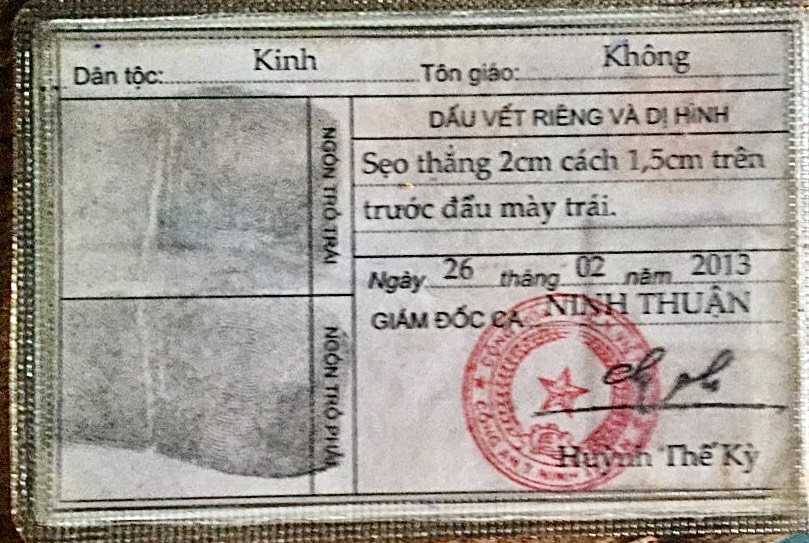 Dân tộc: Kinh Tôn giáo: Không
NGÓN TRỎ TRÁI
NGÓN TRỎ PHẢI
DẤU VẾT RIÊNG VÀ DỊ HÌNH
Sẹo thẳng 2cm cách 1,5cm trên
trước đầu mày trái.
Ngày 26 tháng 02 năm 2013
GIÁM ĐỐC CA NINH THUẬN
Huỳnh Thế Kỳ